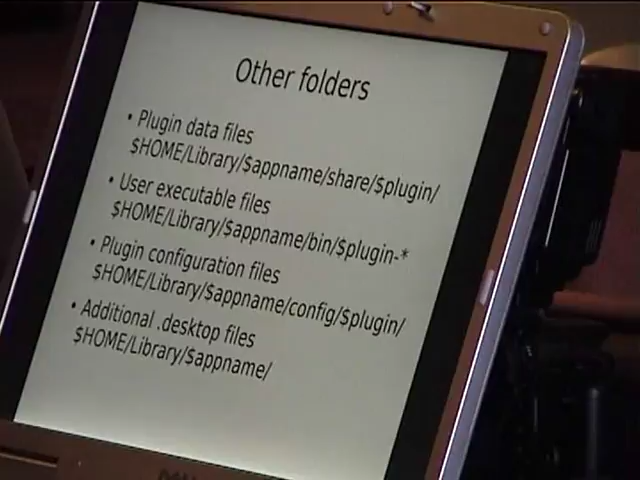 Other folders
• Plugin data files
$HOME/Library/$appname/share/$plugin/
• User executable files
$HOME/Library/$appname/bin/$plugin-*
• Plugin configuration files
$HOME/Library/$appname/config/$plugin/
• Additional .desktop files
$HOME/Library/$appname/